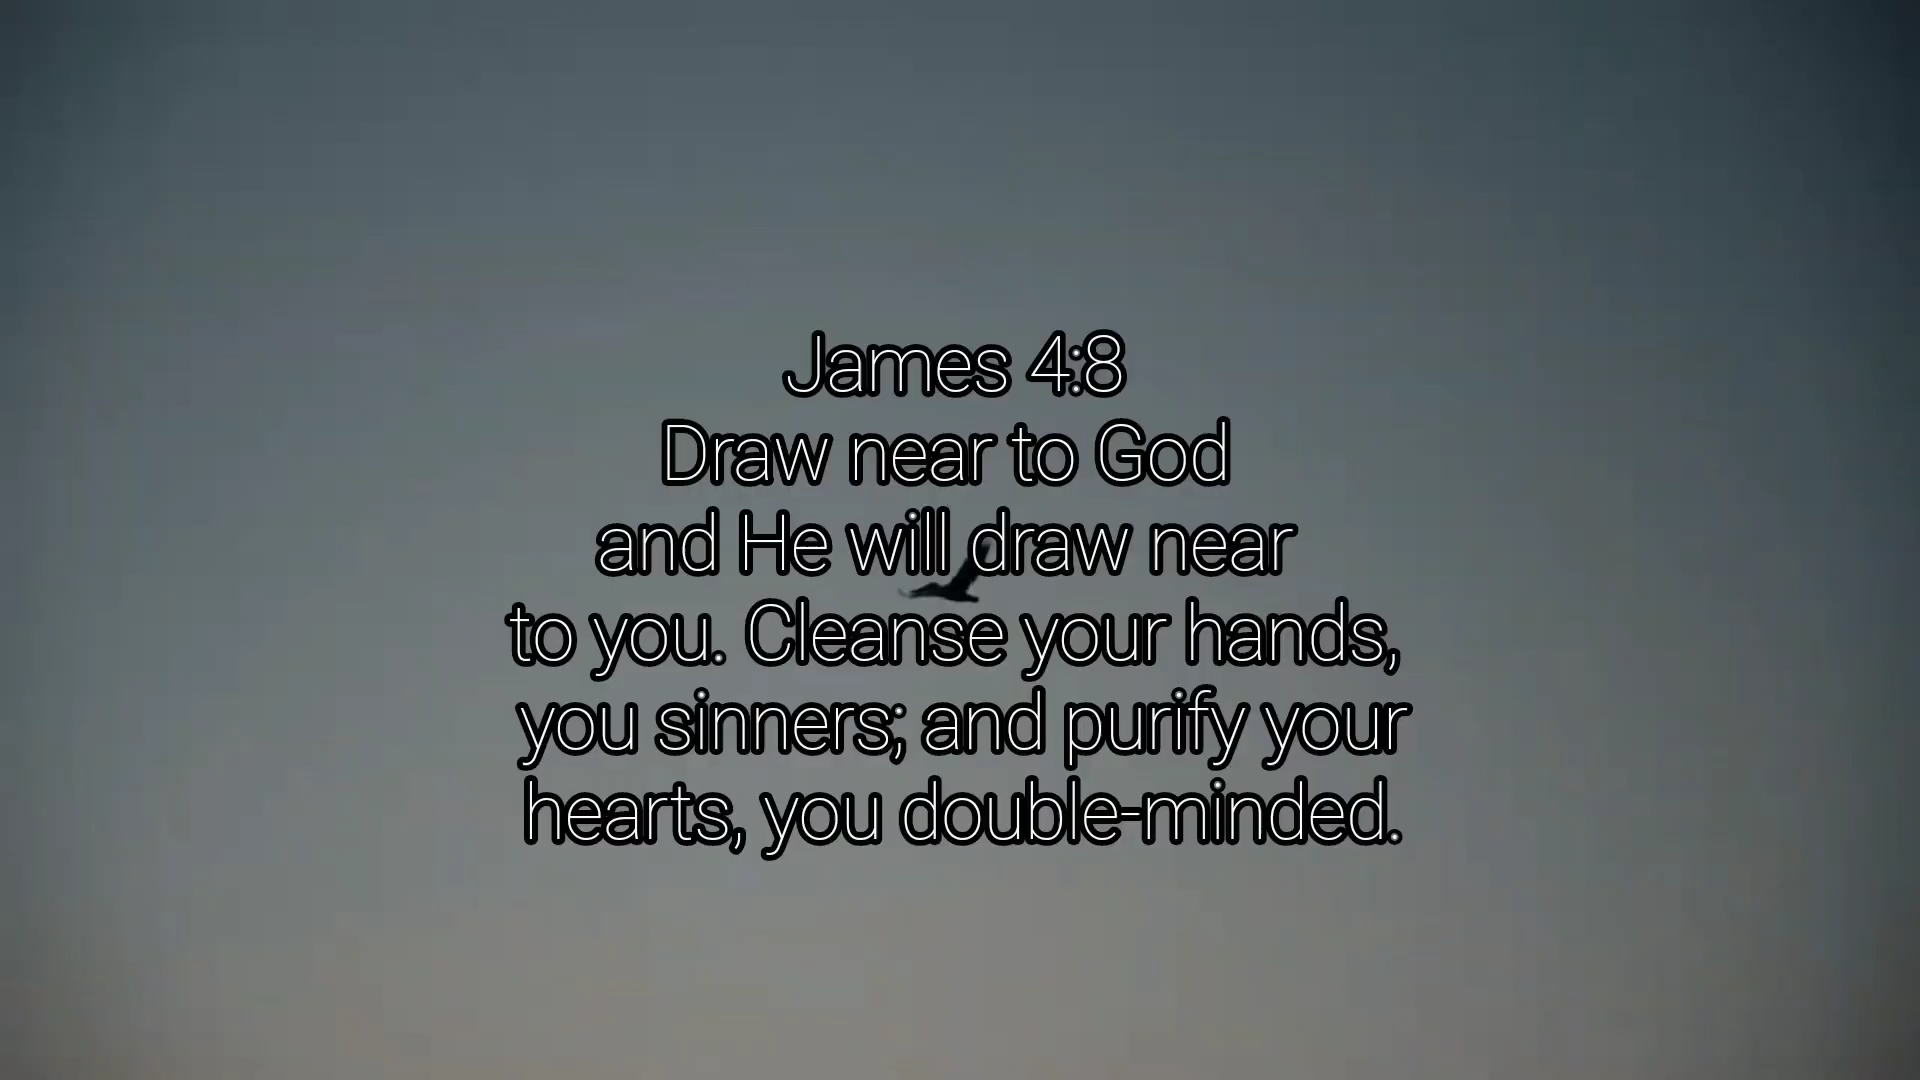 James 4:8
Draw near to God
and He will draw near
to you. Cleanse your hands,
you sinners; and purify your
hearts, you double-minded.